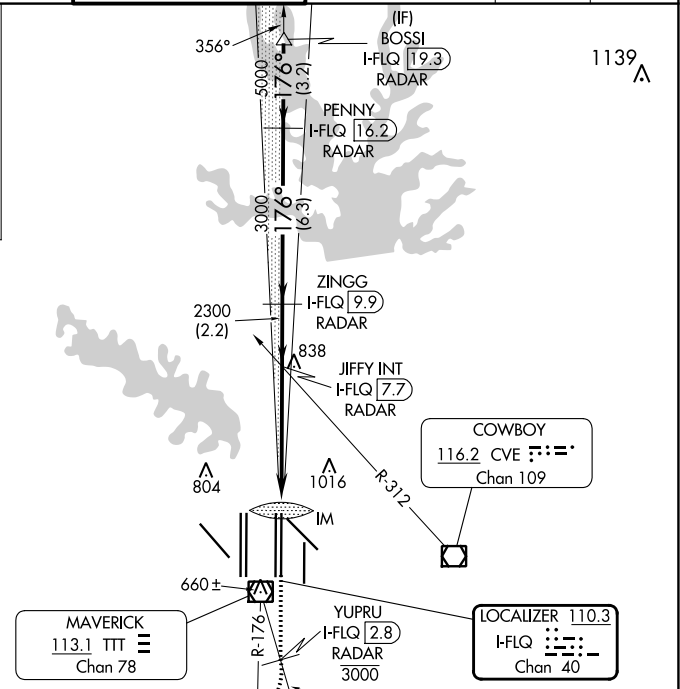 (IF)
BOSSI
I-FLQ 19.3
RADAR
356°
1139
5000
176°
(3.2)
PENNY
I-FLQ 16.2
RADAR
3000
176°
(6.3)
ZINGG
I-FLQ 9.9
RADAR
2300
(2.2)
838
JIFFY INT
I-FLQ 7.7
RADAR
COWBOY
116.2 CVE
Chan 109
R-312
804
1016
IM
660±
MAVERICK
113.1 TTT
Chan 78
R-176
YUPRU
I-FLQ 2.8
RADAR
3000
LOCALIZER 110.3
I-FLQ
Chan 40